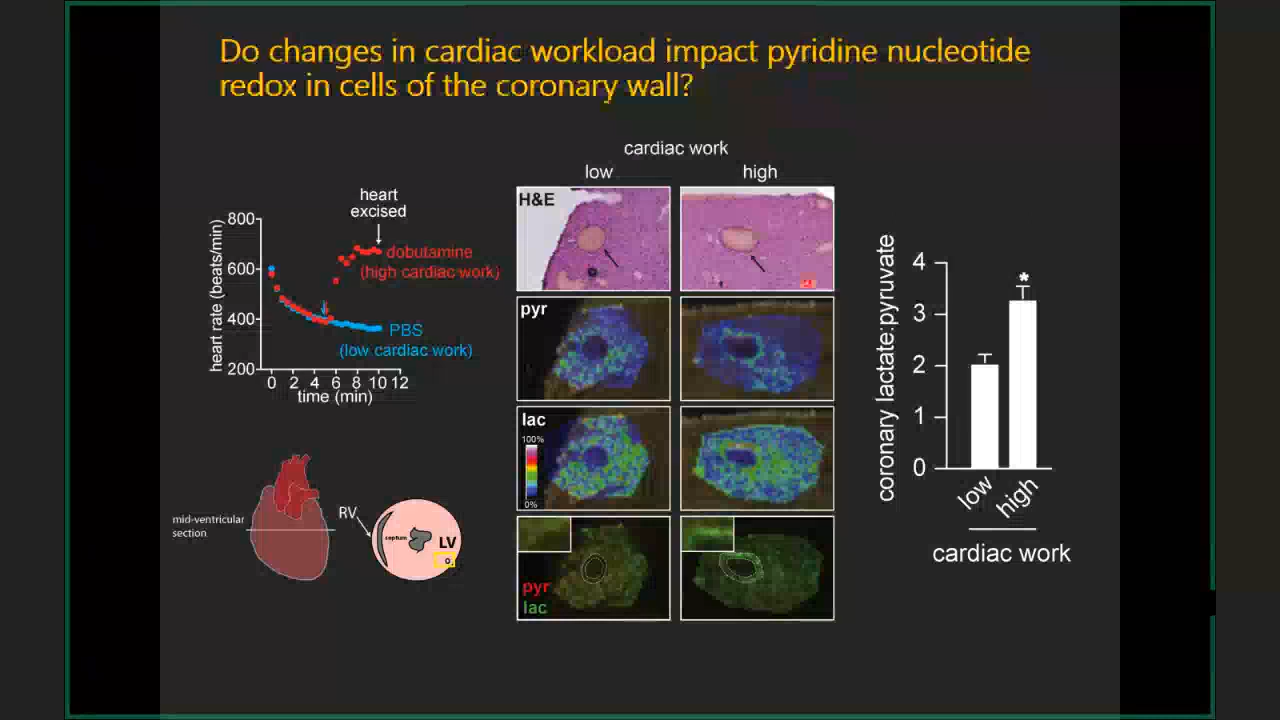 Do changes in cardiac workload impact pyridine nucleotide
redox in cells of the coronary wall?
heart
excised
heart rate (beats/min)
800
600
400
200
0 2 4 6 8 10 12
time (min)
dobutamine
(high cardiac work)
PBS
(low cardiac work)
mid-ventricular
section
RV
septum
LV
cardiac work
low
high
H&E
pyr
lac
100%
0%
pyr
lac
coronary lactate:pyruvate
4
3
2
1
0
*
low
high
cardiac work